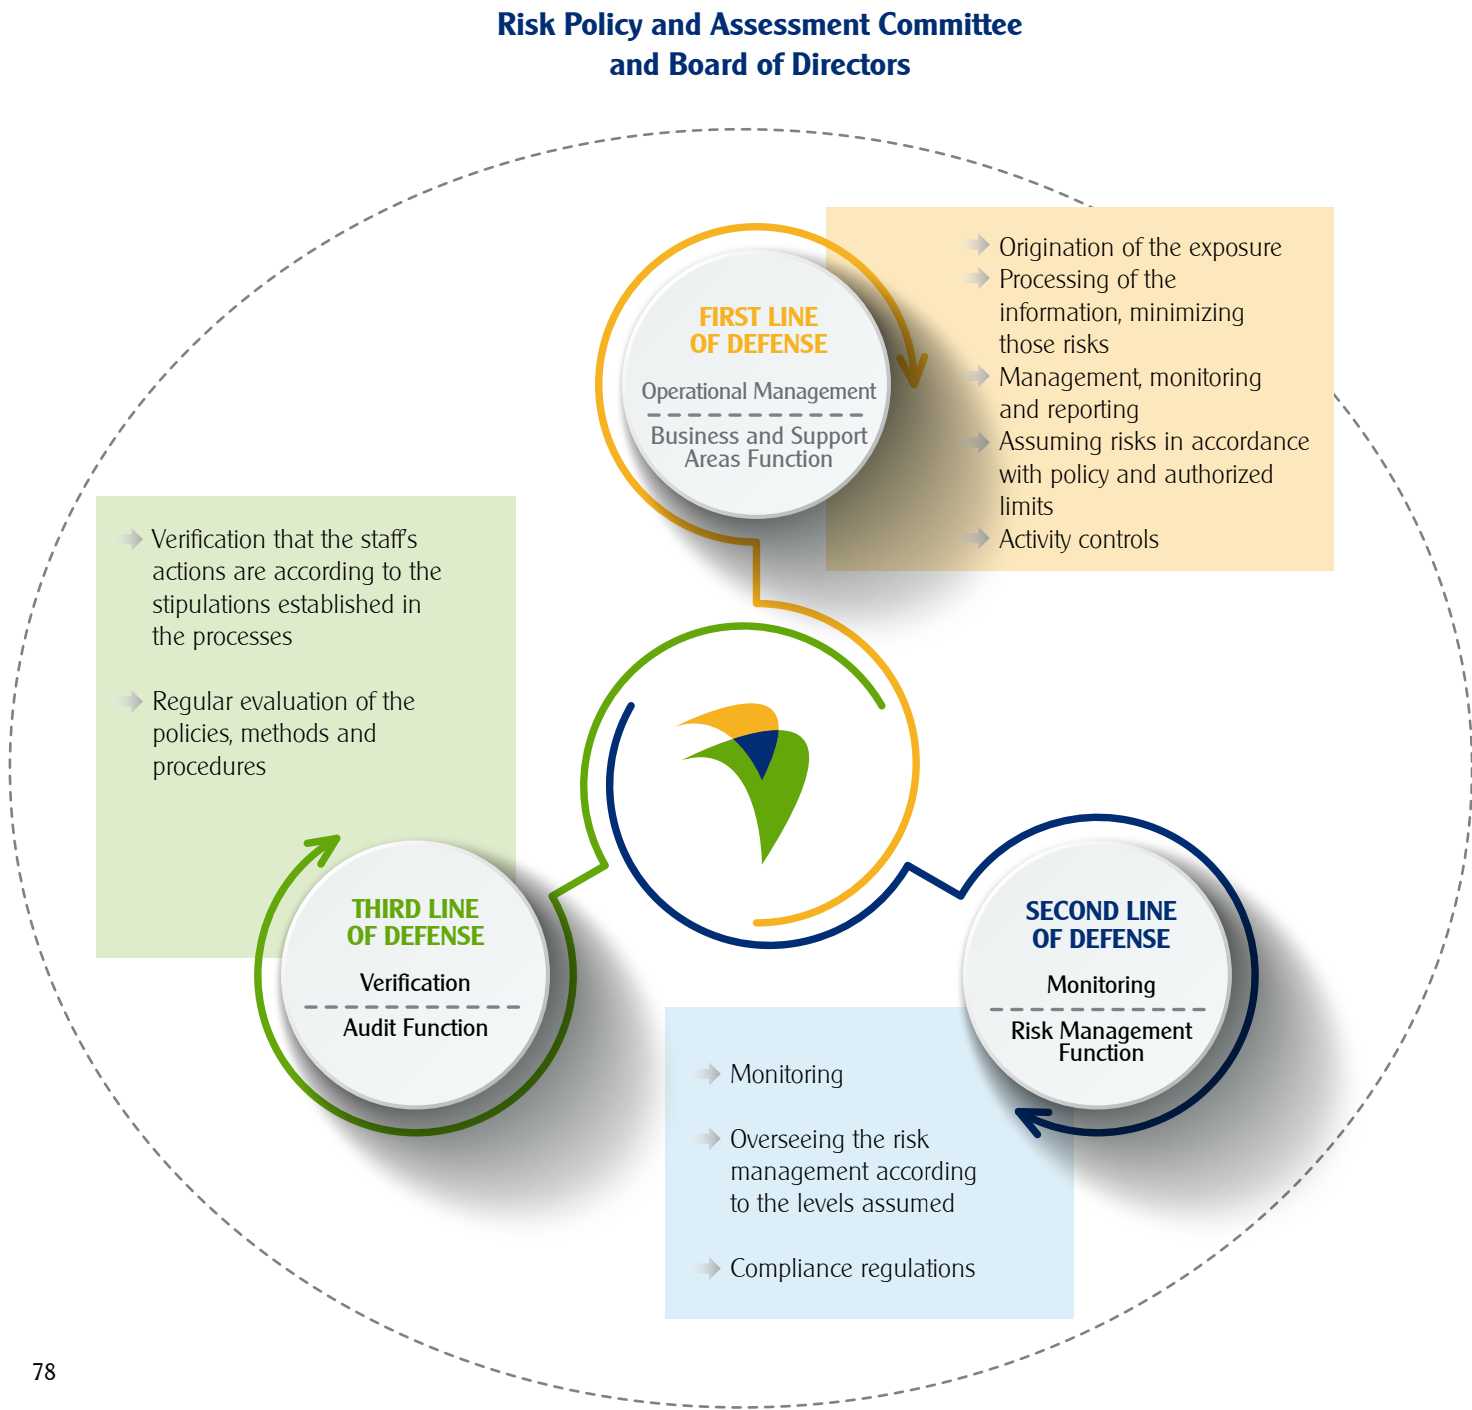 Risk Policy and Assessment Committee
and Board of Directors
FIRST LINE
OF DEFENSE
Operational Management
Business and Support
Areas Function
Origination of the exposure
Processing of the
information, minimizing
those risks
Management, monitoring
and reporting
Assuming risks in accordance
with policy and authorized
limits
Activity controls
Verification that the staff's
actions are according to the
stipulations established in
the processes
Regular evaluation of the
policies, methods and
procedures
THIRD LINE
OF DEFENSE
Verification
Audit Function
SECOND LINE
OF DEFENSE
Monitoring
Risk Management
Function
Monitoring
Overseeing the risk
management according
to the levels assumed
Compliance regulations
78